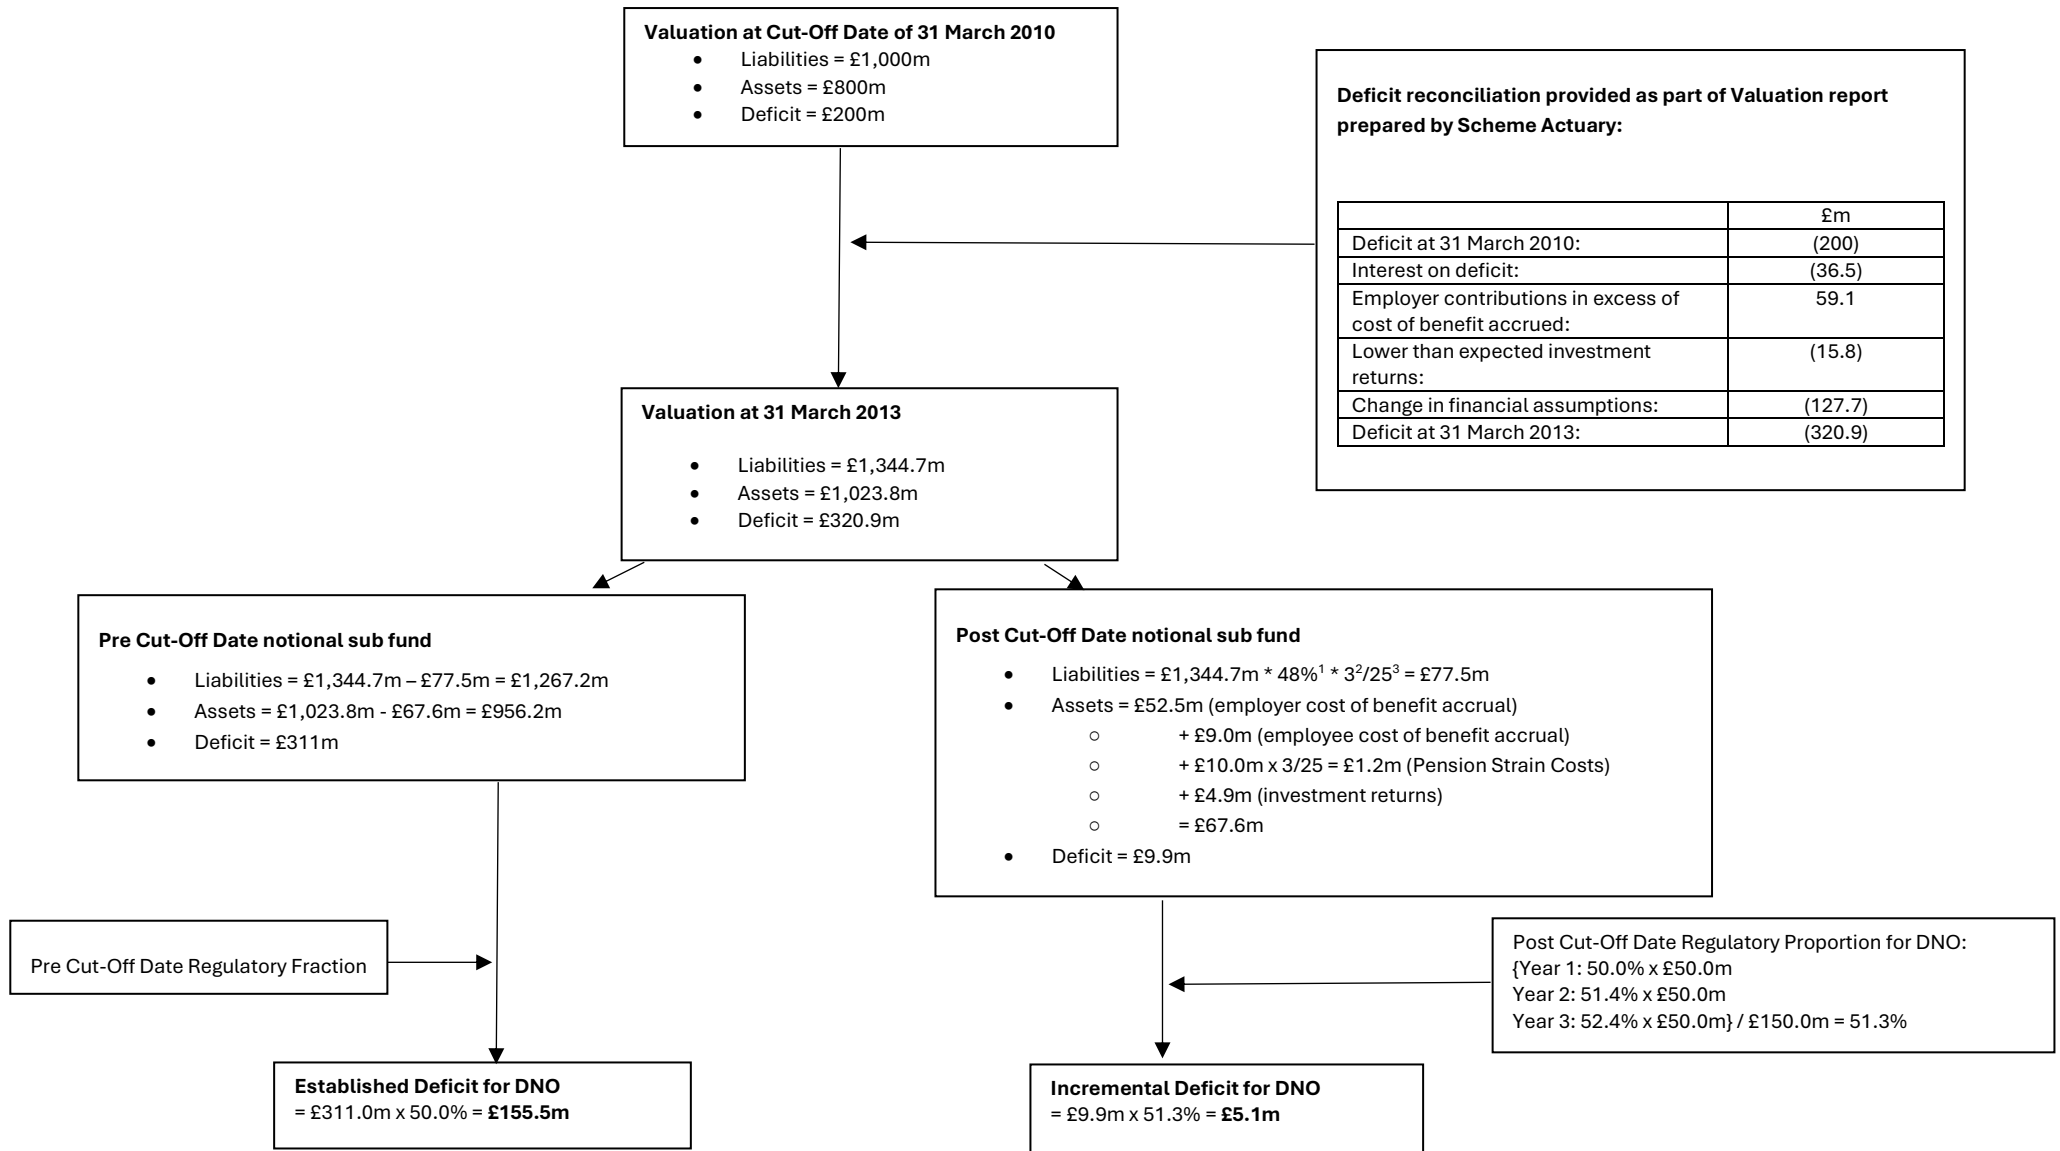 Valuation at Cut-Off Date of 31 March 2010
• Liabilities = £1,000m
• Assets = £800m
• Deficit = £200m
Deficit reconciliation provided as part of Valuation report
prepared by Scheme Actuary:
£m
Deficit at 31 March 2010: (200)
Interest on deficit: (36.5)
Employer contributions in excess of 59.1
cost of benefit accrued:
Lower than expected investment (15.8)
returns:
Change in financial assumptions: (127.7)
Deficit at 31 March 2013: (320.9)
Valuation at 31 March 2013
• Liabilities = £1,344.7m
• Assets = £1,023.8m
• Deficit = £320.9m
Pre Cut-Off Date notional sub fund
• Liabilities = £1,344.7m – £77.5m = £1,267.2m
• Assets = £1,023.8m - £67.6m = £956.2m
• Deficit = £311m
Post Cut-Off Date notional sub fund
• Liabilities = £1,344.7m * 48%¹ * 3²/25³ = £77.5m
• Assets = £52.5m (employer cost of benefit accrual)
○ + £9.0m (employee cost of benefit accrual)
○ + £10.0m x 3/25 = £1.2m (Pension Strain Costs)
○ + £4.9m (investment returns)
○ = £67.6m
• Deficit = £9.9m
Pre Cut-Off Date Regulatory Fraction
Post Cut-Off Date Regulatory Proportion for DNO:
{Year 1: 50.0% x £50.0m
Year 2: 51.4% x £50.0m
Year 3: 52.4% x £50.0m} / £150.0m = 51.3%
Established Deficit for DNO
= £311.0m x 50.0% = £155.5m
Incremental Deficit for DNO
= £9.9m x 51.3% = £5.1m